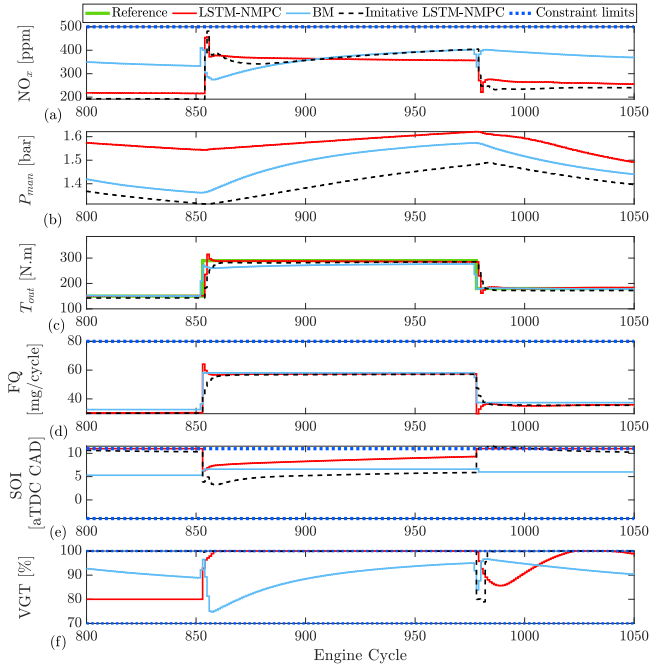 Reference LSTM-NMPC BM Imitative LSTM-NMPC Constraint limits
NOx [ppm]
500
400
300
200
(a)
800 850 900 950 1000 1050
Pman [bar]
1.6
1.5
1.4
(b)
800 850 900 950 1000 1050
Tout [N.m]
300
200
100
(c)
800 850 900 950 1000 1050
FQ
[mg/cycle]
80
60
40
(d)
800 850 900 950 1000 1050
SOI
[aTDC CAD]
10
5
0
(e)
800 850 900 950 1000 1050
VGT [%]
100
90
80
70
(f)
800 850 900 950 1000 1050
Engine Cycle